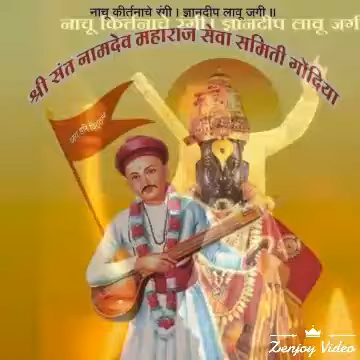 नाचू कीर्तनाचे रंगी । ज्ञानदीप लावू जगी ॥
नाचू किर्तनाचे रंगी। ज्ञानदीप लावू जगी
श्री संत नामदेव महाराज सेवा समिती गोंदिया
Zenjoy Video